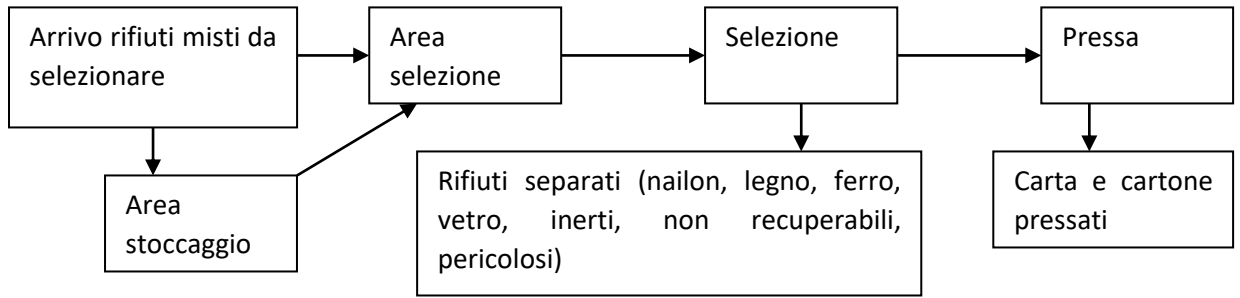 Arrivo rifiuti misti da
selezionare
Area
selezione
Selezione
Pressa
Area
stoccaggio
Rifiuti separati (nailon, legno, ferro,
vetro, inerti, non recuperabili,
pericolosi)
Carta e cartone
pressati